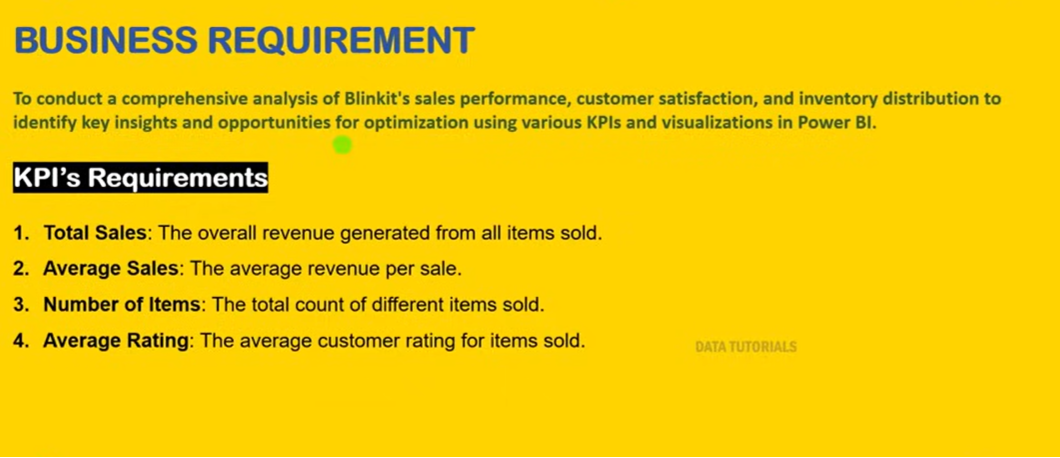 BUSINESS REQUIREMENT
To conduct a comprehensive analysis of Blinkit's sales performance, customer satisfaction, and inventory distribution to
identify key insights and opportunities for optimization using various KPIs and visualizations in Power BI.
KPI’s Requirements
1. Total Sales: The overall revenue generated from all items sold.
2. Average Sales: The average revenue per sale.
3. Number of Items: The total count of different items sold.
4. Average Rating: The average customer rating for items sold.
DATA TUTORIALS